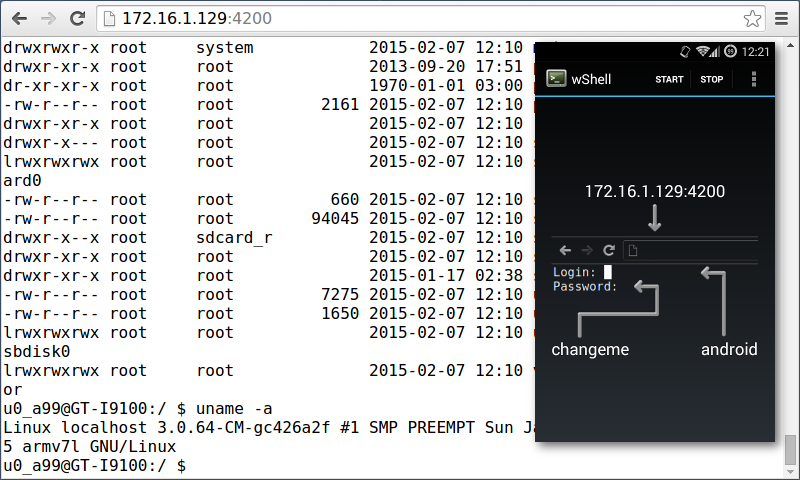 172.16.1.129:4200
drwxrwxr-x root     system            2015-02-07 12:10
drwxr-xr-x root     root              2013-09-20 17:51
dr-xr-xr-x root     root              1970-01-01 03:00
-rw-r--r-- root     root         2161 2015-02-07 12:10
drwxr-xr-x root     root              2015-02-07 12:10
drwxr-x--- root     root              2015-02-07 12:10
lrwxrwxrwx root     root              2015-02-07 12:10
ard0
-rw-r--r-- root     root          660 2015-02-07 12:10
-rw-r--r-- root     root        94045 2015-02-07 12:10
drwxr-x--x root     sdcard_r          2015-02-07 12:10
drwxr-xr-x root     root              2015-02-07 12:10
drwxr-xr-x root     root              2015-01-17 02:38
-rw-r--r-- root     root         7275 2015-02-07 12:10
-rw-r--r-- root     root         1650 2015-02-07 12:10
lrwxrwxrwx root     root              2015-02-07 12:10
sbdisk0
lrwxrwxrwx root     root              2015-02-07 12:10
or
u0_a99@GT-I9100:/ $ uname -a
Linux localhost 3.0.64-CM-gc426a2f #1 SMP PREEMPT Sun
5 armv7l GNU/Linux
u0_a99@GT-I9100:/ $
12:21
wShell START STOP
172.16.1.129:4200
Login:
Password:
changeme android